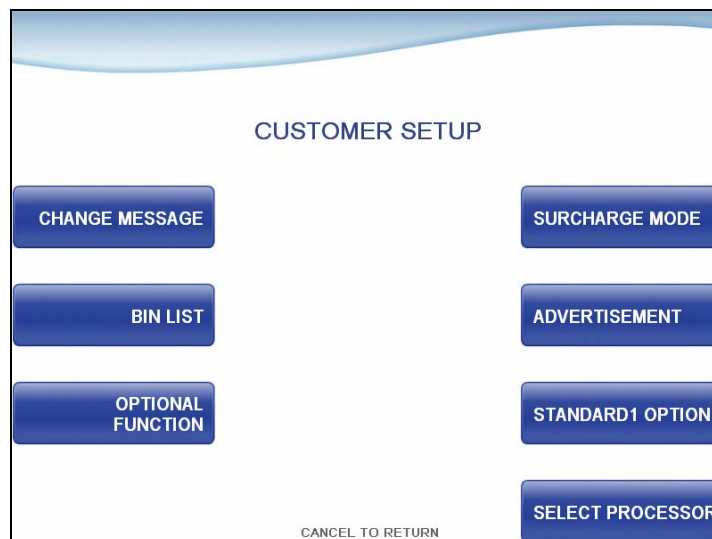 CUSTOMER SETUP
CHANGE MESSAGE
SURCHARGE MODE
BIN LIST
ADVERTISEMENT
OPTIONAL
FUNCTION
STANDARD1 OPTION
SELECT PROCESSOR
CANCEL TO RETURN